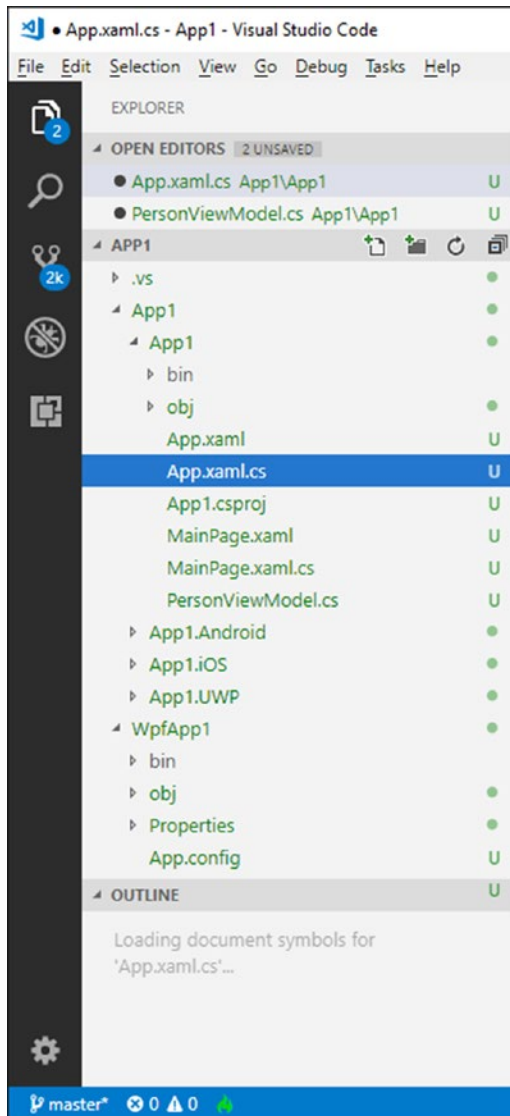 ● App.xaml.cs - App1 - Visual Studio Code
File Edit Selection View Go Debug Tasks Help
EXPLORER
2
OPEN EDITORS 2 UNSAVED
● App.xaml.cs App1\App1 U
● PersonViewModel.cs App1\App1 U
APP1
2k
.vs
App1
App1
bin
obj
App.xaml U
App.xaml.cs U
App1.csproj U
MainPage.xaml U
MainPage.xaml.cs U
PersonViewModel.cs U
App1.Android
App1.iOS
App1.UWP
WpfApp1
bin
obj
Properties
App.config U
OUTLINE U
Loading document symbols for
'App.xaml.cs'...
master* 0 0